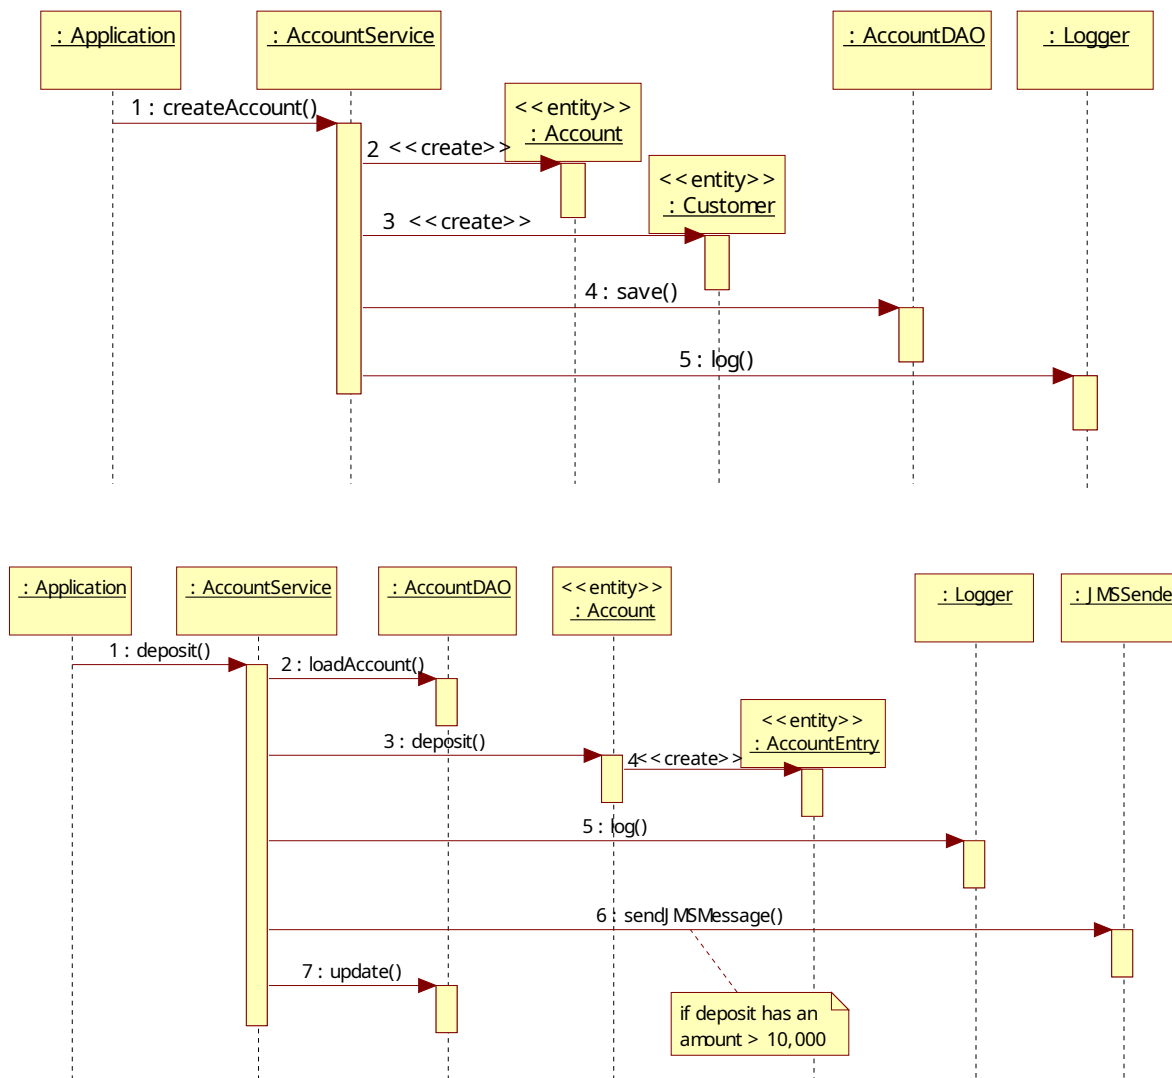 : Application
: AccountService
: AccountDAO
: Logger
1 : createAccount()
<<entity>>
: Account
2 <<create>>
<<entity>>
: Customer
3 <<create>>
4 : save()
5 : log()
: Application
: AccountService
: AccountDAO
<<entity>>
: Account
: Logger
: JMSSende
1 : deposit()
2 : loadAccount()
<<entity>>
: AccountEntry
3 : deposit()
4<<create>>
5 : log()
6 : sendJMSMessage()
7 : update()
if deposit has an
amount > 10,000